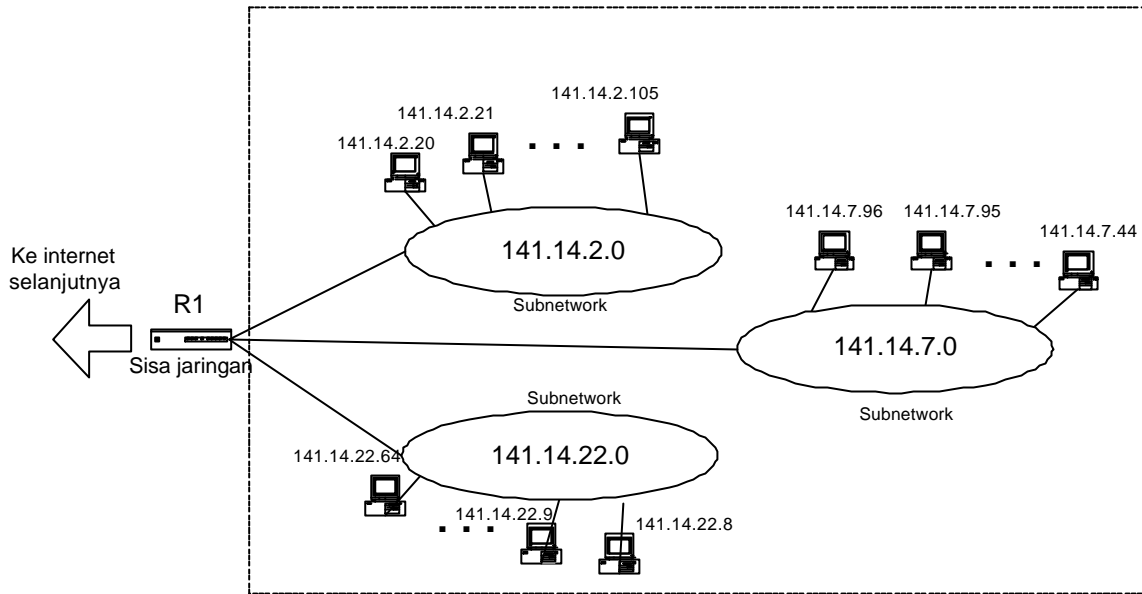 141.14.2.105
141.14.2.21
141.14.2.20
141.14.7.96
141.14.7.95
141.14.7.44
141.14.2.0
Subnetwork
Ke internet
selanjutnya
R1
Sisa jaringan
141.14.7.0
Subnetwork
Subnetwork
141.14.22.0
141.14.22.64
141.14.22.9
141.14.22.8